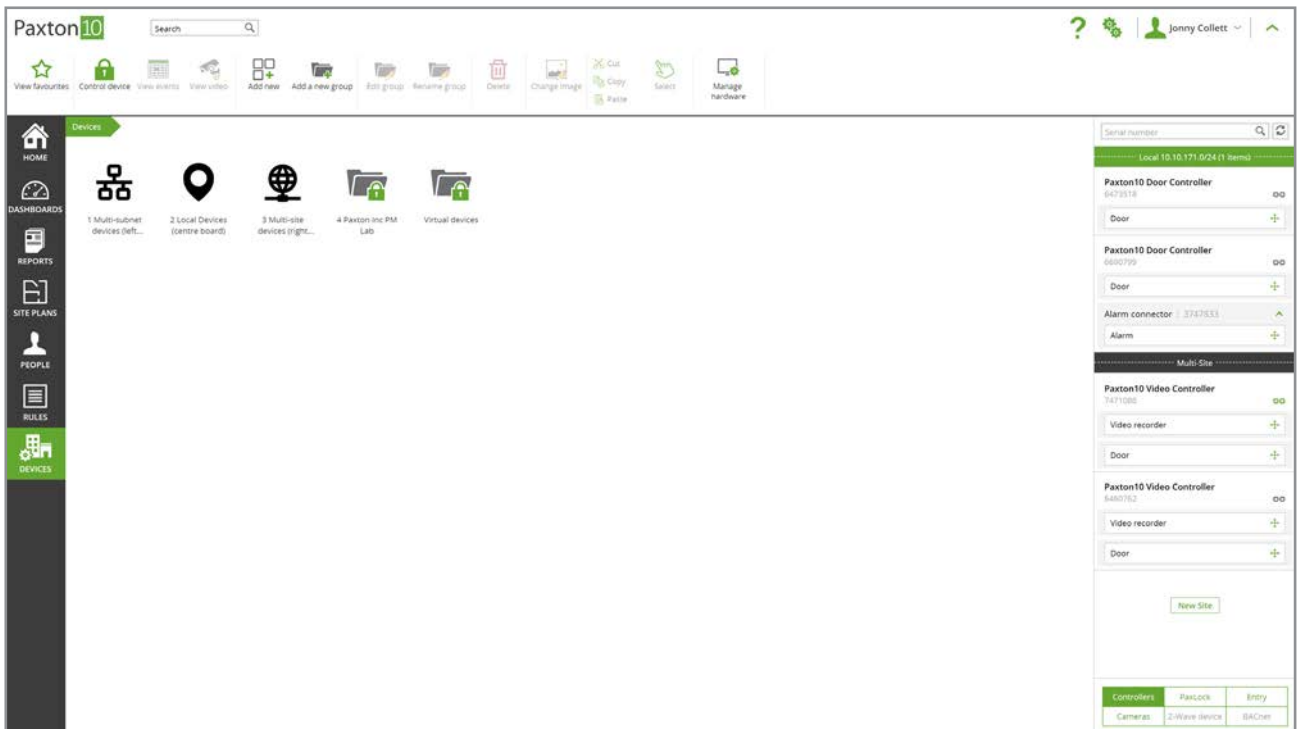 Paxton10
Search
Jonny Collett
View favourites
Control device
View events
View video
Add new
Add a new group
Edit group
Rename group
Delete
Change image
Cut
Copy
Paste
Select
Manage
hardware
HOME
DASHBOARDS
REPORTS
SITE PLANS
PEOPLE
RULES
DEVICES
Devices
1 Multi-subnet
devices (left...
2 Local Devices
(centre board)
3 Multi-site
devices (right...
4 Paxton Inc PM
Lab
Virtual devices
Serial number
Local 10.10.171.0/24 (1 items)
Paxton10 Door Controller
6473518
Door
Paxton10 Door Controller
Door
Alarm connector | 3747833
Alarm
Multi-Site
Paxton10 Video Controller
Video recorder
Door
Paxton10 Video Controller
Video recorder
Door
New Site
Controllers
PaxLock
Entry
Cameras
Z-Wave device
BACnet